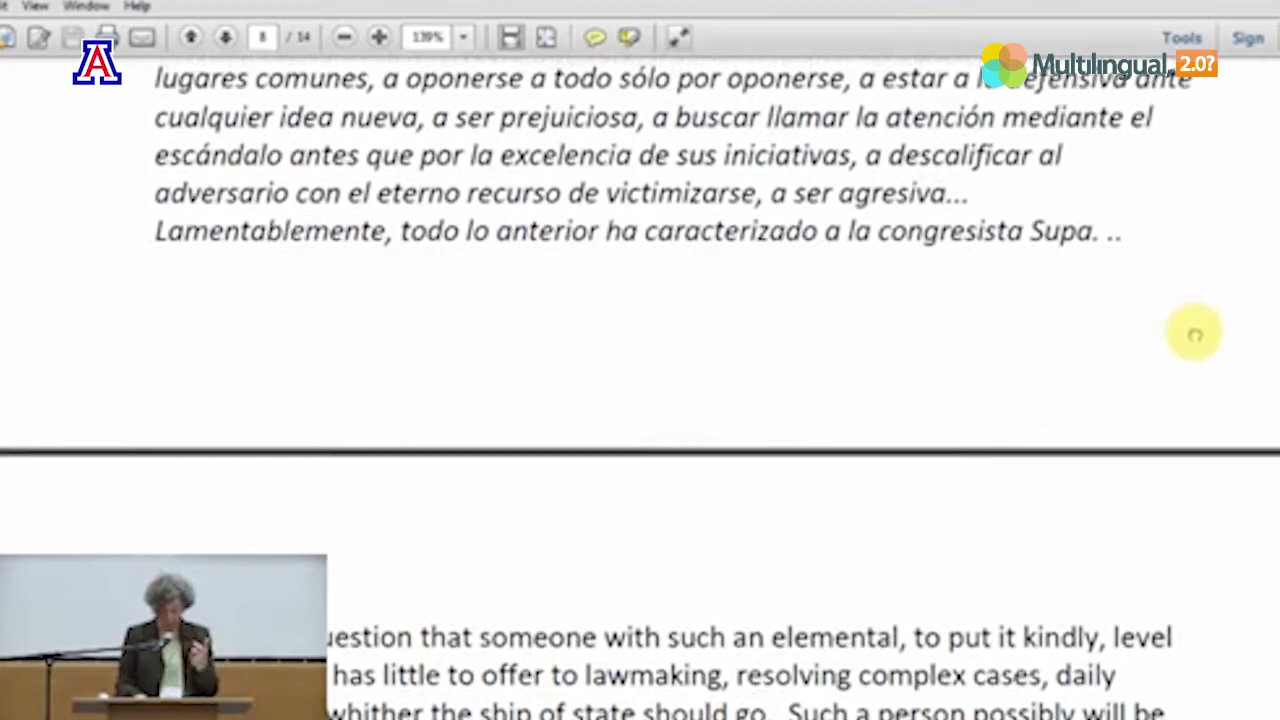 View Window Help
8 / 14
139%
Tools Sign
A
Multilingual, 2.0?
lugares comunes, a oponerse a todo sólo por oponerse, a estar a la defensiva ante
cualquier idea nueva, a ser prejuiciosa, a buscar llamar la atención mediante el
escándalo antes que por la excelencia de sus iniciativas, a descalificar al
adversario con el eterno recurso de victimizarse, a ser agresiva...
Lamentablemente, todo lo anterior ha caracterizado a la congresista Supa. ..
uestion that someone with such an elemental, to put it kindly, level
has little to offer to lawmaking, resolving complex cases, daily
whither the ship of state should go. Such a person possibly will be